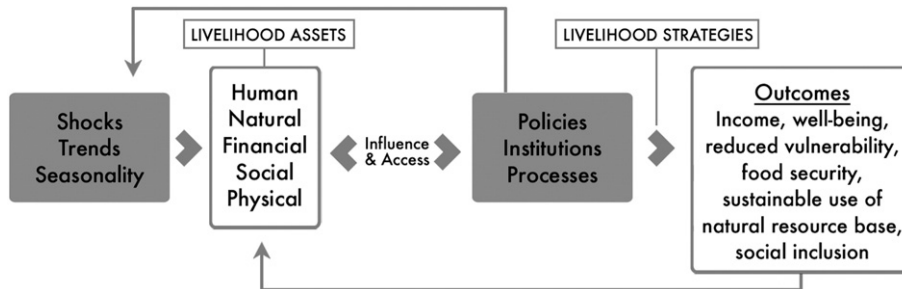 LIVELIHOOD ASSETS
LIVELIHOOD STRATEGIES
Shocks
Trends
Seasonality
Human
Natural
Financial
Social
Physical
Influence
& Access
Policies
Institutions
Processes
Outcomes
Income, well-being,
reduced vulnerability,
food security,
sustainable use of
natural resource base,
social inclusion